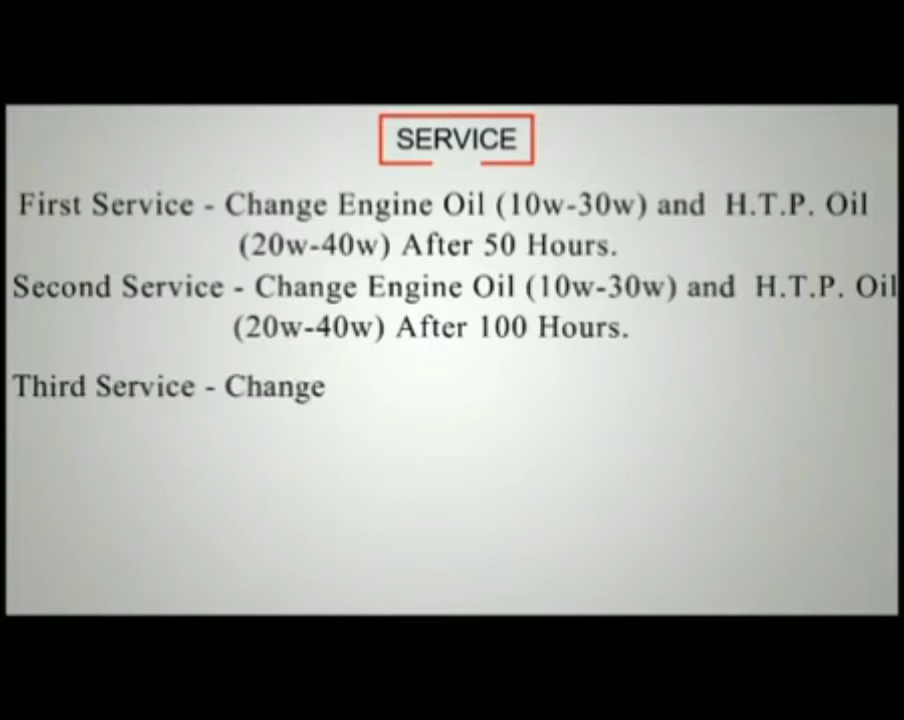 SERVICE
First Service - Change Engine Oil (10w-30w) and H.T.P. Oil
(20w-40w) After 50 Hours.
Second Service - Change Engine Oil (10w-30w) and H.T.P. Oil
(20w-40w) After 100 Hours.
Third Service - Change